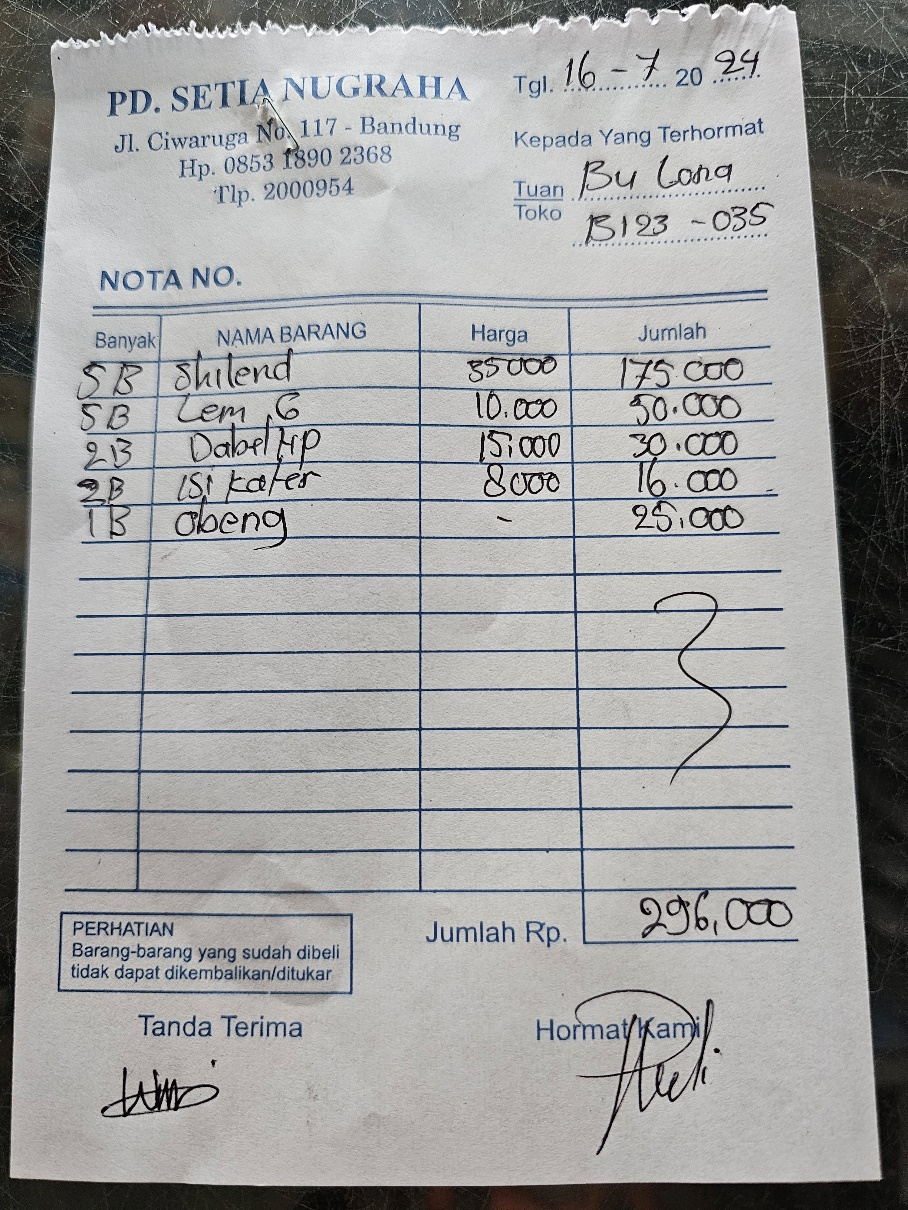 PD. SETIA NUGRAHA
Jl. Ciwaruga No. 117 - Bandung
Hp. 0853 1890 2368
Tlp. 2000954
Tgl. 16 - 7 20 24
Kepada Yang Terhormat
Tuan Bu Lona
Toko B123 - 035
NOTA NO.
Banyak NAMA BARANG Harga Jumlah
5 B Shilend 35000 175.000
5B Lem G 10.000 50.000
2B Dabel tip 15.000 30.000
2B isi kater 8000 16.000
1 B obeng - 25.000
Jumlah Rp. 296,000
PERHATIAN
Barang-barang yang sudah dibeli
tidak dapat dikembalikan/ditukar
Tanda Terima Hormat Kami